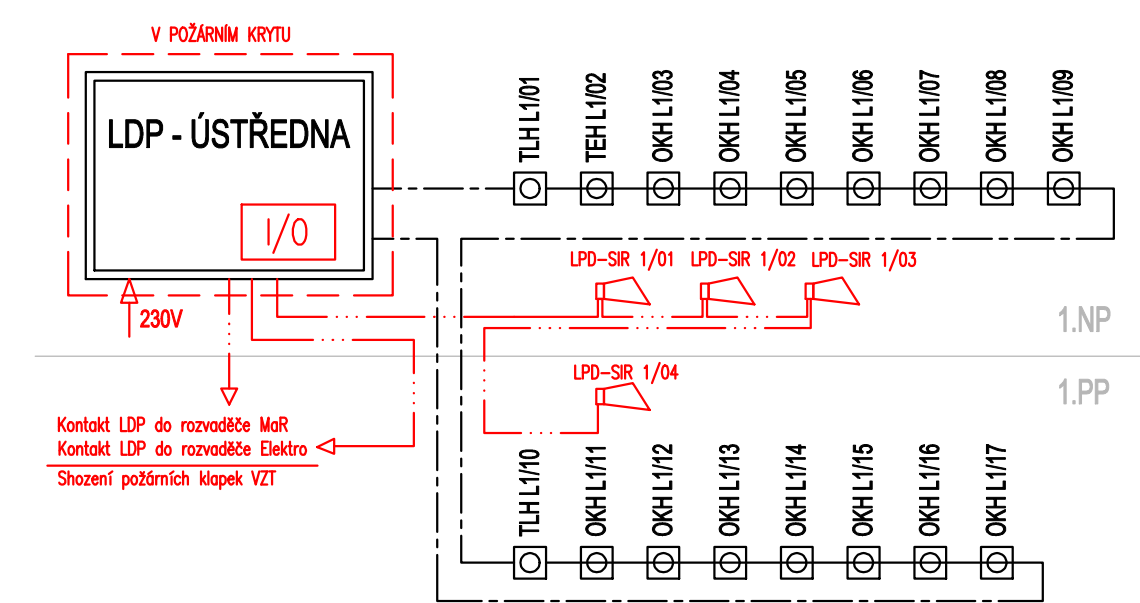 V POŽÁRNÍM KRYTU
LDP - ÚSTŘEDNA
I/O
230V
TLH L1/01
TEH L1/02
OKH L1/03
OKH L1/04
OKH L1/05
OKH L1/06
OKH L1/07
OKH L1/08
OKH L1/09
LPD-SIR 1/01
LPD-SIR 1/02
LPD-SIR 1/03
1.NP
LPD-SIR 1/04
1.PP
Kontakt LDP do rozvaděče MaR
Kontakt LDP do rozvaděče Elektro
Shození požárních klapek VZT
TLH L1/10
OKH L1/11
OKH L1/12
OKH L1/13
OKH L1/14
OKH L1/15
OKH L1/16
OKH L1/17